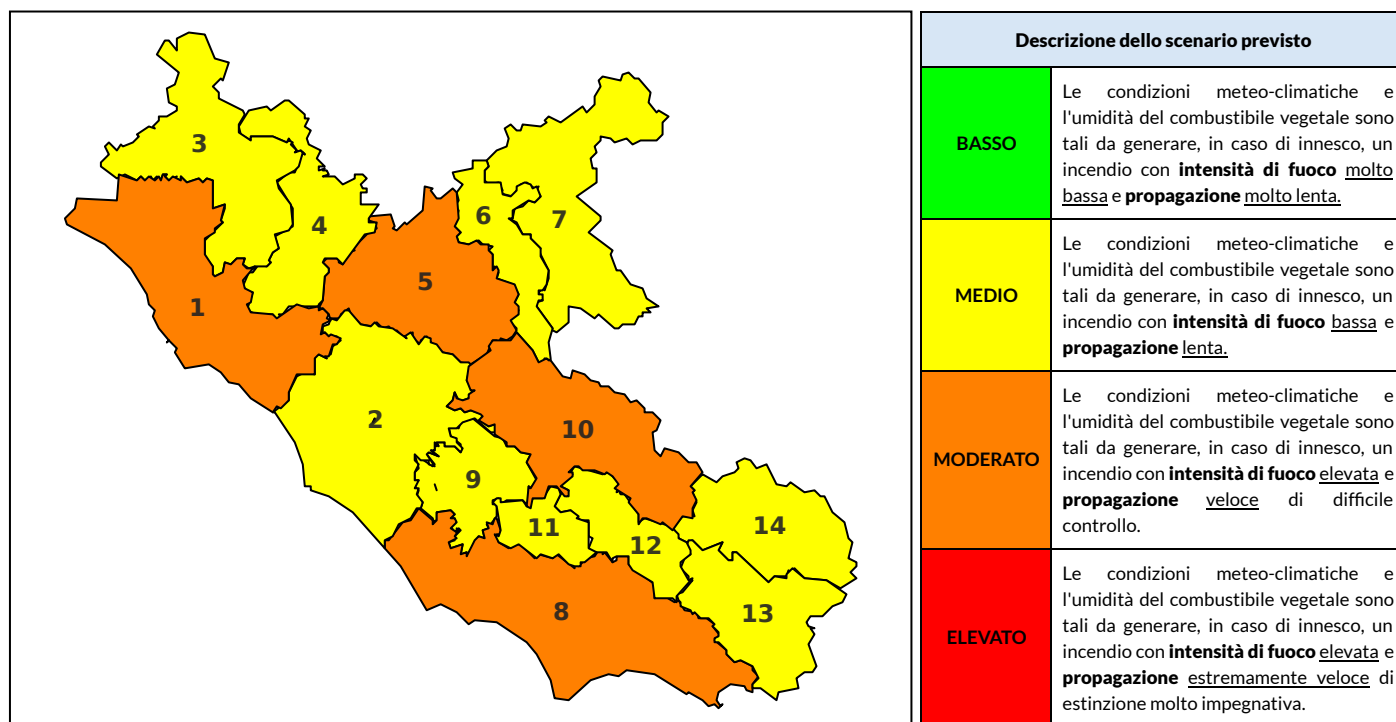 3
4
6
7
5
1
2
10
9
11
12
14
8
13
Descrizione dello scenario previsto
BASSO
Le condizioni meteo-climatiche e
l'umidità del combustibile vegetale sono
tali da generare, in caso di innesco, un
incendio con intensità di fuoco molto
bassa e propagazione molto lenta.
MEDIO
Le condizioni meteo-climatiche e
l'umidità del combustibile vegetale sono
tali da generare, in caso di innesco, un
incendio con intensità di fuoco bassa e
propagazione lenta.
MODERATO
Le condizioni meteo-climatiche e
l'umidità del combustibile vegetale sono
tali da generare, in caso di innesco, un
incendio con intensità di fuoco elevata e
propagazione veloce di difficile
controllo.
ELEVATO
Le condizioni meteo-climatiche e
l'umidità del combustibile vegetale sono
tali da generare, in caso di innesco, un
incendio con intensità di fuoco elevata e
propagazione estremamente veloce di
estinzione molto impegnativa.